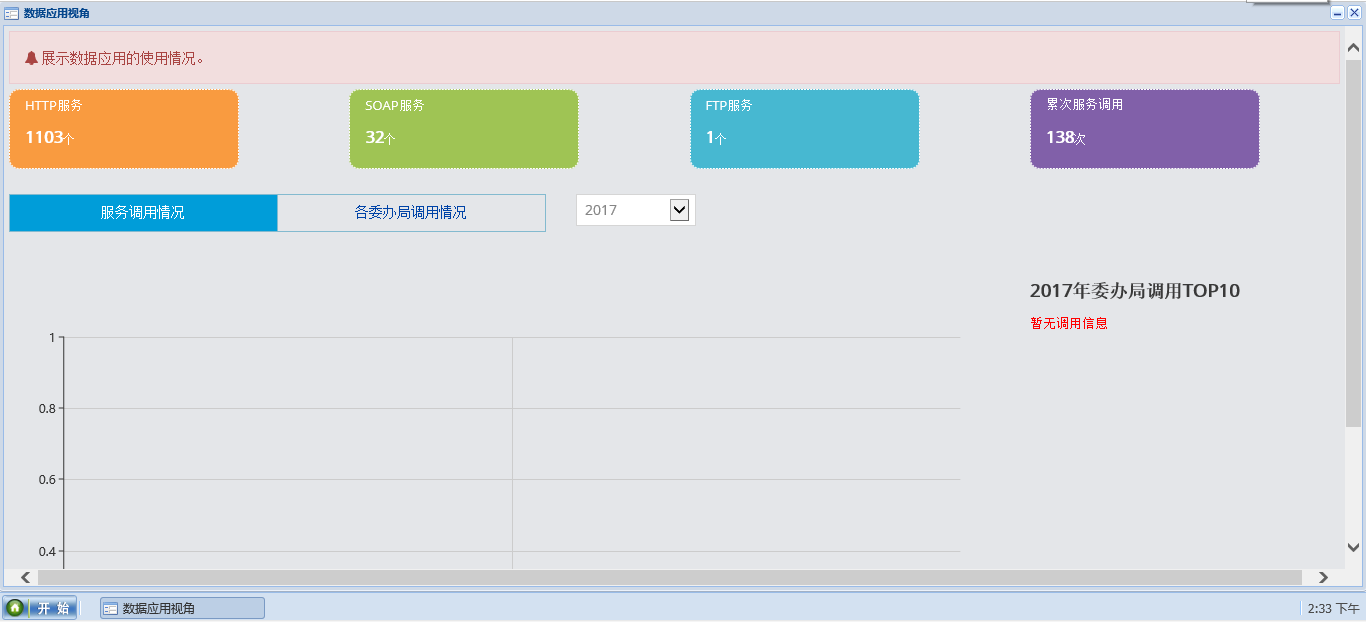 数据应用视角
展示数据应用的使用情况。
HTTP服务
1103个
SOAP服务
32个
FTP服务
1个
累次服务调用
138次
服务调用情况
各委办局调用情况
2017
2017年委办局调用TOP10
暂无调用信息
1
0.8
0.6
0.4
开 始
数据应用视角
2:33 下午